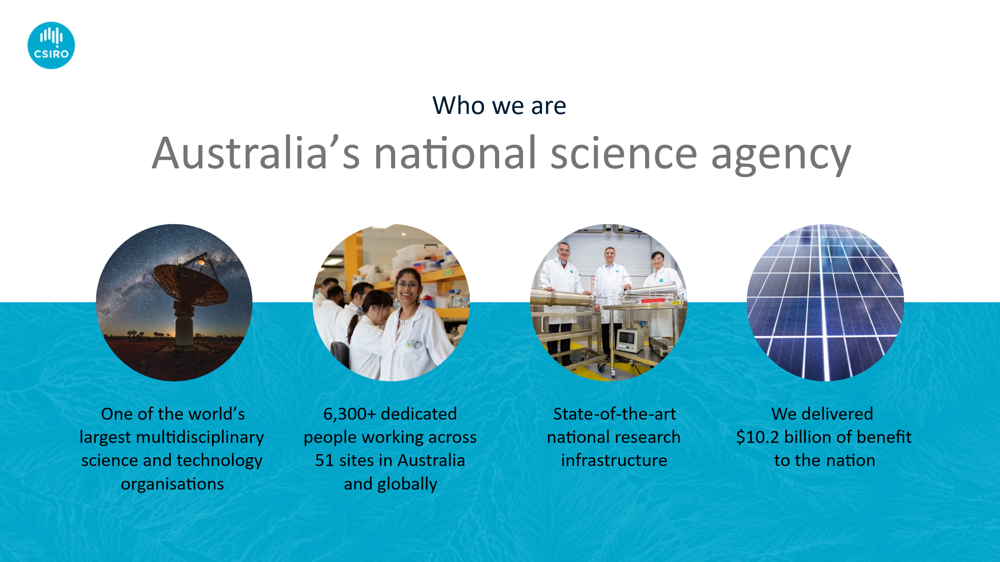 CSIRO
Who we are
Australia’s national science agency
One of the world’s
largest multidisciplinary
science and technology
organisations
6,300+ dedicated
people working across
51 sites in Australia
and globally
State-of-the-art
national research
infrastructure
We delivered
$10.2 billion of benefit
to the nation